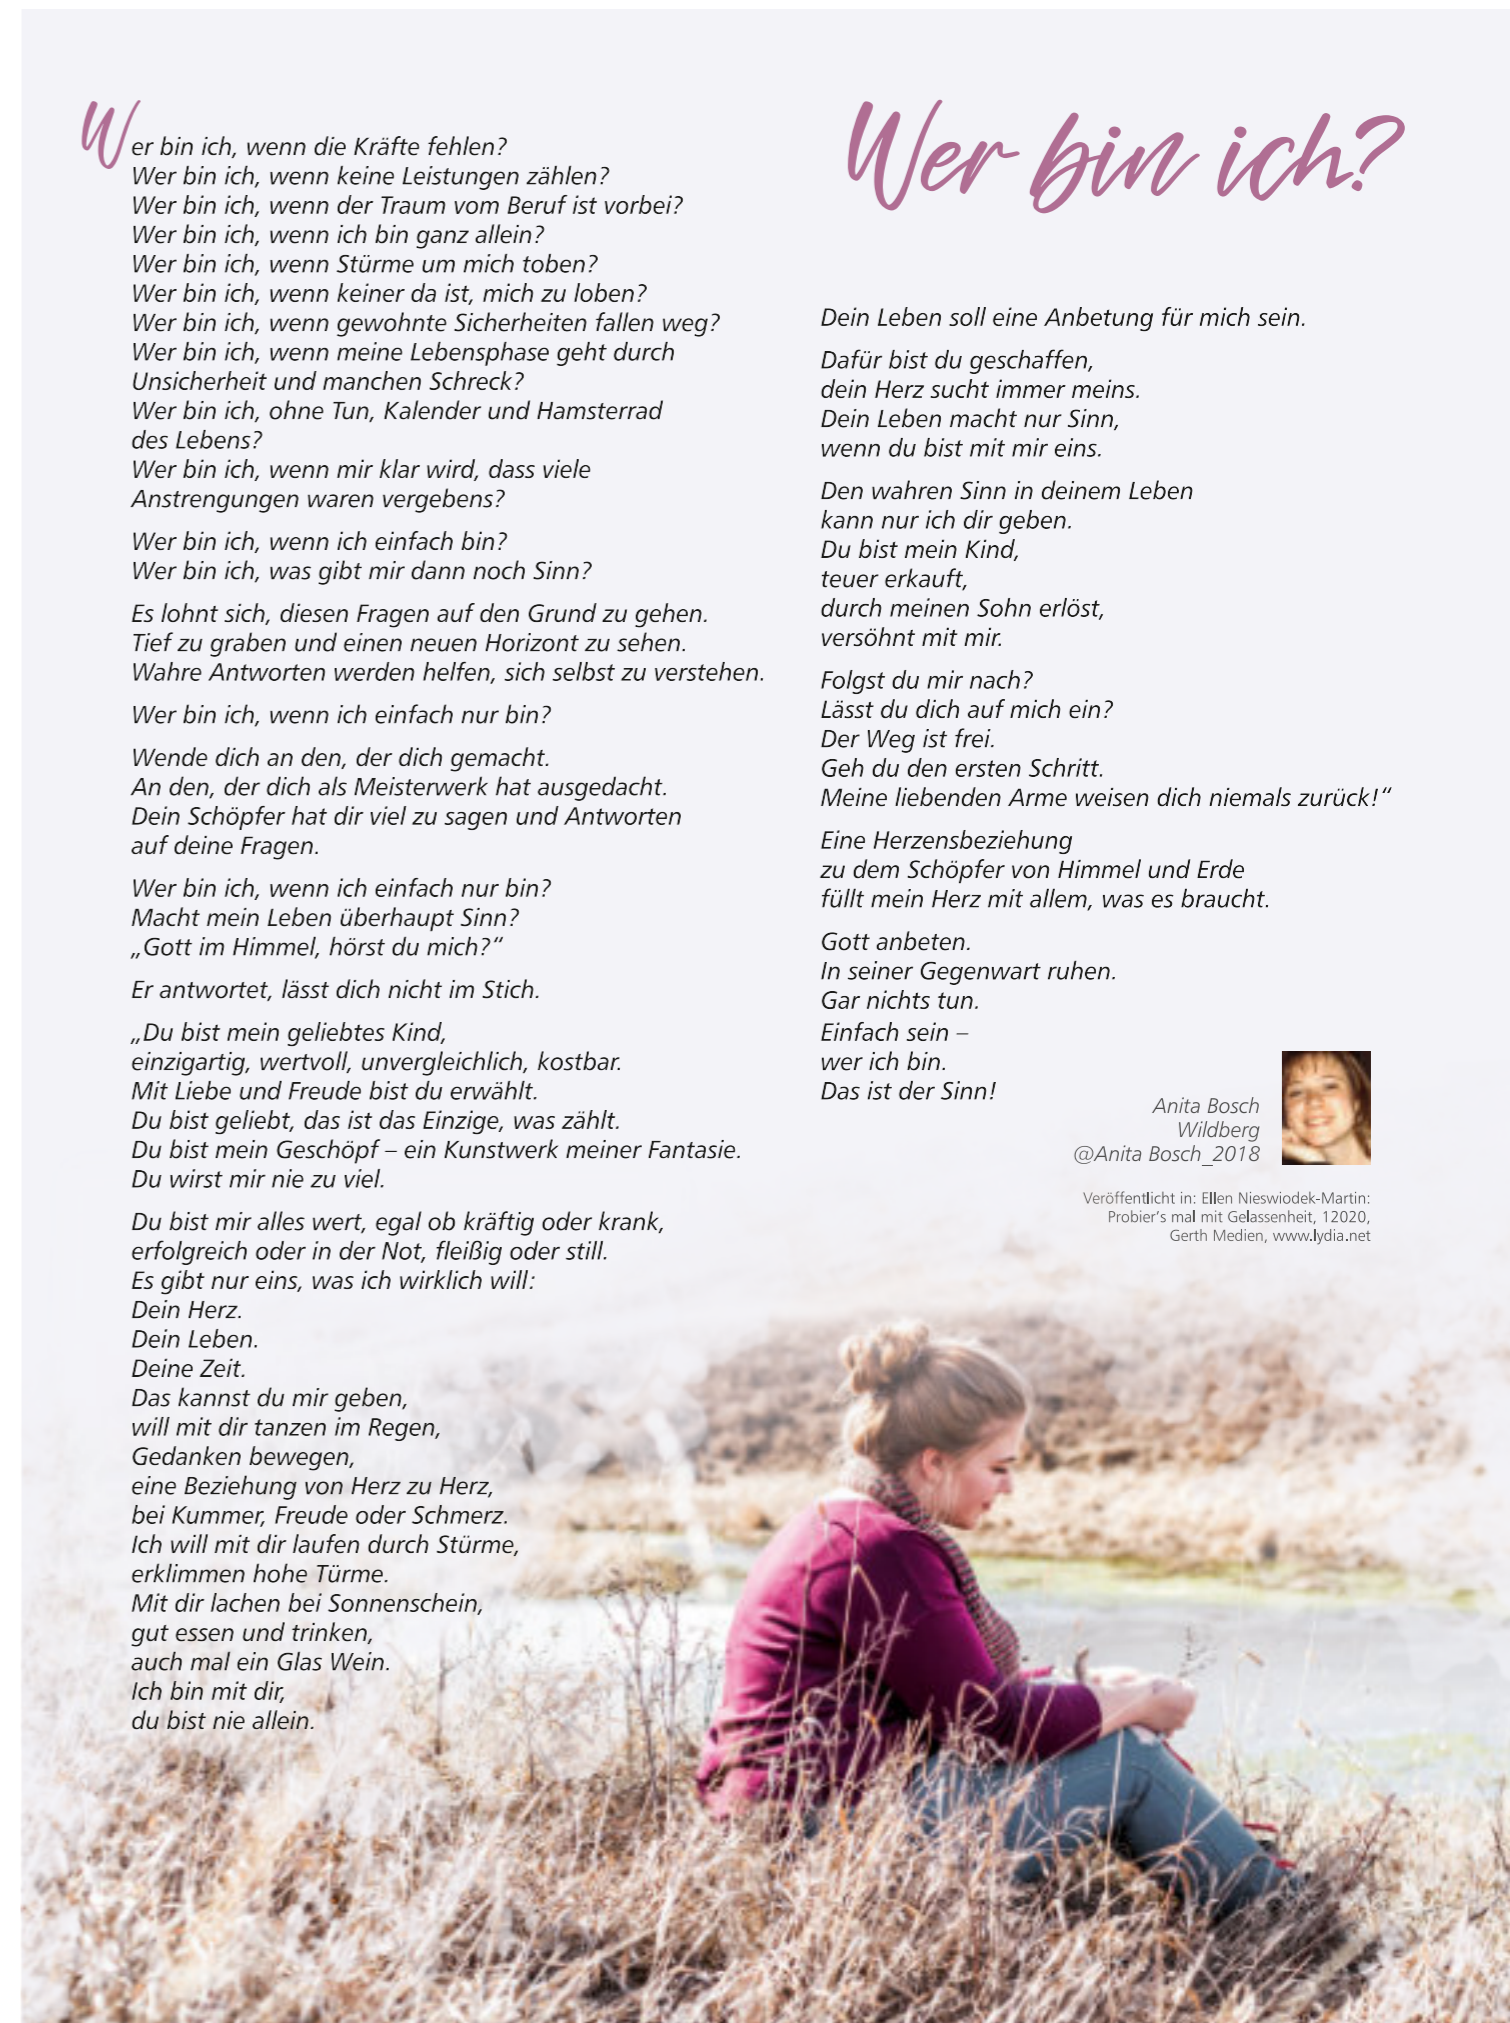 Wer bin ich?
Wer bin ich, wenn die Kräfte fehlen?
Wer bin ich, wenn keine Leistungen zählen?
Wer bin ich, wenn der Traum vom Beruf ist vorbei?
Wer bin ich, wenn ich bin ganz allein?
Wer bin ich, wenn Stürme um mich toben?
Wer bin ich, wenn keiner da ist, mich zu loben?
Wer bin ich, wenn gewohnte Sicherheiten fallen weg?
Wer bin ich, wenn meine Lebensphase geht durch
Unsicherheit und manchen Schreck?
Wer bin ich, ohne Tun, Kalender und Hamsterrad
des Lebens?
Wer bin ich, wenn mir klar wird, dass viele
Anstrengungen waren vergebens?
Wer bin ich, wenn ich einfach bin?
Wer bin ich, was gibt mir dann noch Sinn?
Es lohnt sich, diesen Fragen auf den Grund zu gehen.
Tief zu graben und einen neuen Horizont zu sehen.
Wahre Antworten werden helfen, sich selbst zu verstehen.
Wer bin ich, wenn ich einfach nur bin?
Wende dich an den, der dich gemacht.
An den, der dich als Meisterwerk hat ausgedacht.
Dein Schöpfer hat dir viel zu sagen und Antworten
auf deine Fragen.
Wer bin ich, wenn ich einfach nur bin?
Macht mein Leben überhaupt Sinn?
„Gott im Himmel, hörst du mich?“
Er antwortet, lässt dich nicht im Stich.
„Du bist mein geliebtes Kind,
einzigartig, wertvoll, unvergleichlich, kostbar.
Mit Liebe und Freude bist du erwählt.
Du bist geliebt, das ist das Einzige, was zählt.
Du bist mein Geschöpf – ein Kunstwerk meiner Fantasie.
Du wirst mir nie zu viel.
Du bist mir alles wert, egal ob kräftig oder krank,
erfolgreich oder in der Not, fleißig oder still.
Es gibt nur eins, was ich wirklich will:
Dein Herz.
Dein Leben.
Deine Zeit.
Das kannst du mir geben,
will mit dir tanzen im Regen,
Gedanken bewegen,
eine Beziehung von Herz zu Herz,
bei Kummer, Freude oder Schmerz.
Ich will mit dir laufen durch Stürme,
erklimmen hohe Türme.
Mit dir lachen bei Sonnenschein,
gut essen und trinken,
auch mal ein Glas Wein.
Ich bin mit dir,
du bist nie allein.
Dein Leben soll eine Anbetung für mich sein.
Dafür bist du geschaffen,
dein Herz sucht immer meins.
Dein Leben macht nur Sinn,
wenn du bist mit mir eins.
Den wahren Sinn in deinem Leben
kann nur ich dir geben.
Du bist mein Kind,
teuer erkauft,
durch meinen Sohn erlöst,
versöhnt mit mir.
Folgst du mir nach?
Lässt du dich auf mich ein?
Der Weg ist frei.
Geh du den ersten Schritt.
Meine liebenden Arme weisen dich niemals zurück!“
Eine Herzensbeziehung
zu dem Schöpfer von Himmel und Erde
füllt mein Herz mit allem, was es braucht.
Gott anbeten.
In seiner Gegenwart ruhen.
Gar nichts tun.
Einfach sein –
wer ich bin.
Das ist der Sinn!
Anita Bosch
Wildberg
@Anita Bosch_2018
Veröffentlicht in: Ellen Nieswiodek-Martin:
Probier’s mal mit Gelassenheit, 12020,
Gerth Medien, www.lydia.net